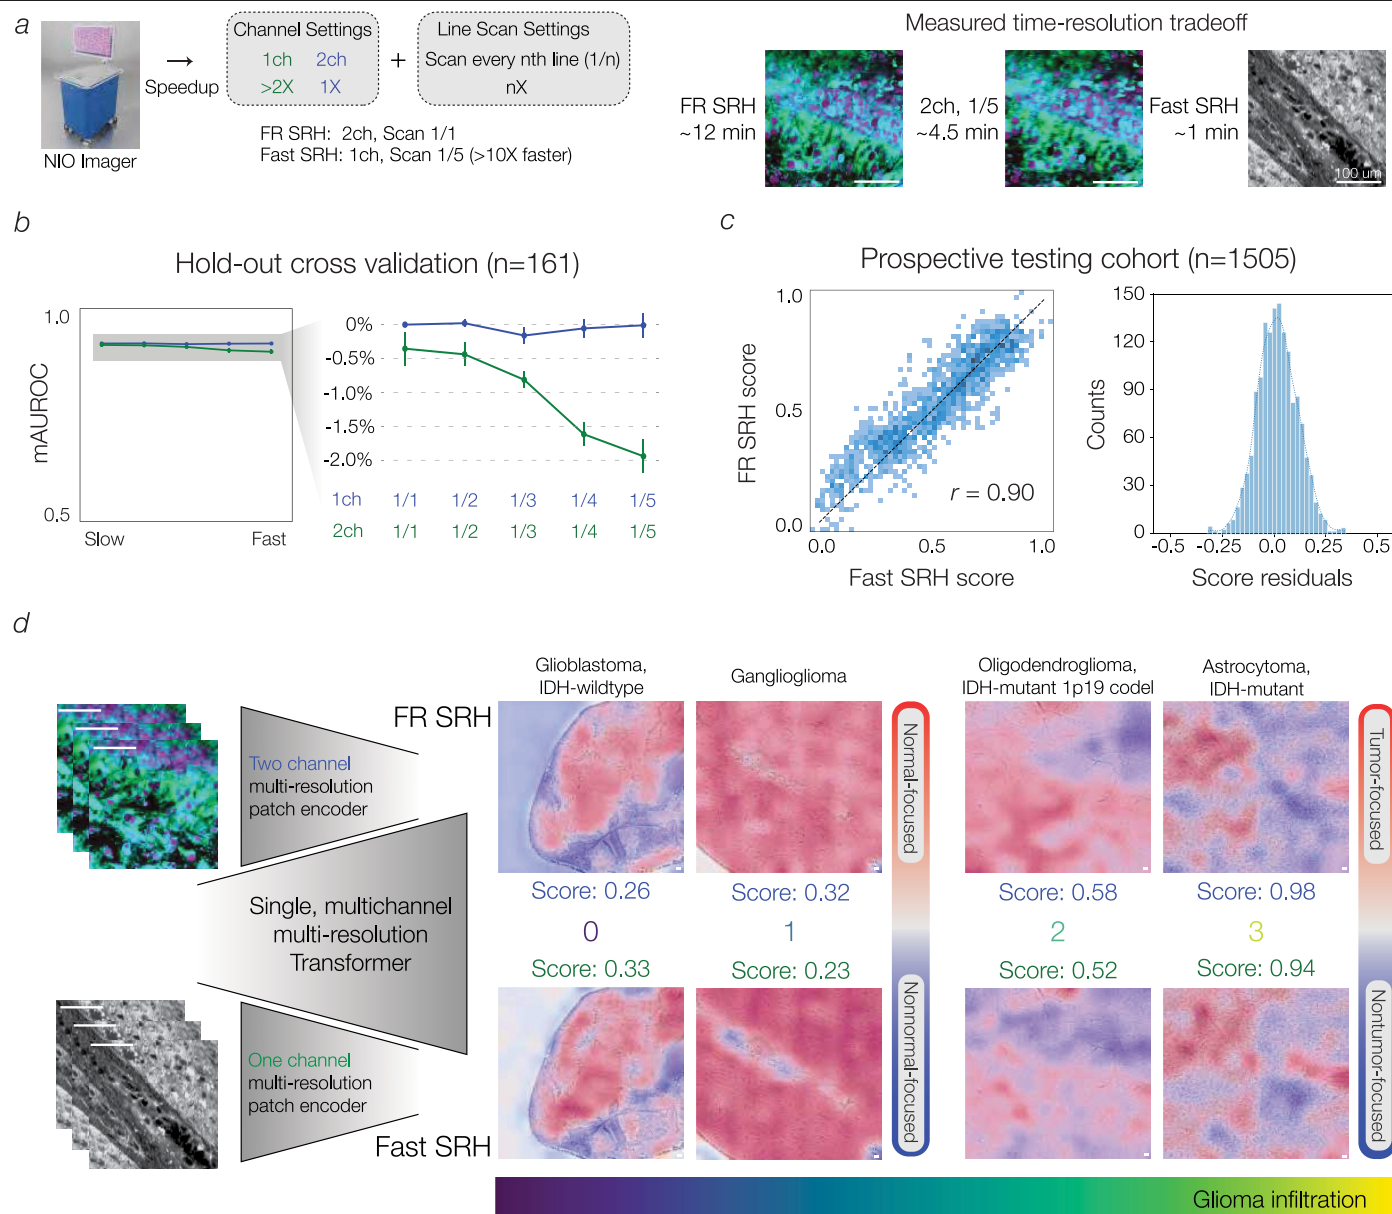 a
NIO Imager
Speedup
Channel Settings
1ch 2ch
>2X 1X
+
Line Scan Settings
Scan every nth line (1/n)
nX
FR SRH: 2ch, Scan 1/1
Fast SRH: 1ch, Scan 1/5 (>10X faster)
Measured time-resolution tradeoff
FR SRH
~12 min
2ch, 1/5
~4.5 min
Fast SRH
~1 min
100 um
b
Hold-out cross validation (n=161)
mAUROC
1.0
0.5
Slow
Fast
0%
-0.5%
-1.0%
-1.5%
-2.0%
1ch 1/1 1/2 1/3 1/4 1/5
2ch 1/1 1/2 1/3 1/4 1/5
c
Prospective testing cohort (n=1505)
FR SRH score
1.0
0.5
0.0
r = 0.90
0.0 0.5 1.0
Fast SRH score
Counts
150
120
90
60
30
0
-0.5 -0.25 0.0 0.25 0.5
Score residuals
d
FR SRH
Two channel
multi-resolution
patch encoder
Single, multichannel
multi-resolution
Transformer
One channel
multi-resolution
patch encoder
Fast SRH
Glioblastoma,
IDH-wildtype
Ganglioglioma
Oligodendroglioma,
IDH-mutant 1p19 codel
Astrocytoma,
IDH-mutant
Normal-focused
Nonnormal-focused
Tumor-focused
Nontumor-focused
Score: 0.26
Score: 0.32
Score: 0.58
Score: 0.98
0
1
2
3
Score: 0.33
Score: 0.23
Score: 0.52
Score: 0.94
Glioma infiltration